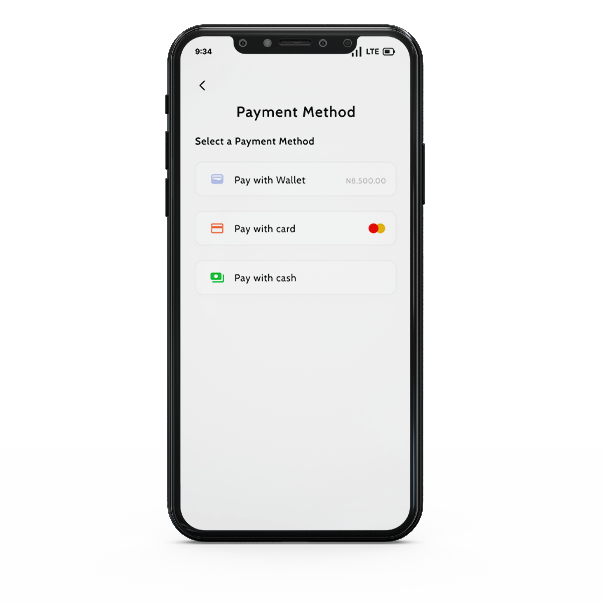 9:34 LTE
Payment Method
Select a Payment Method
Pay with Wallet N8,500.00
Pay with card
Pay with cash